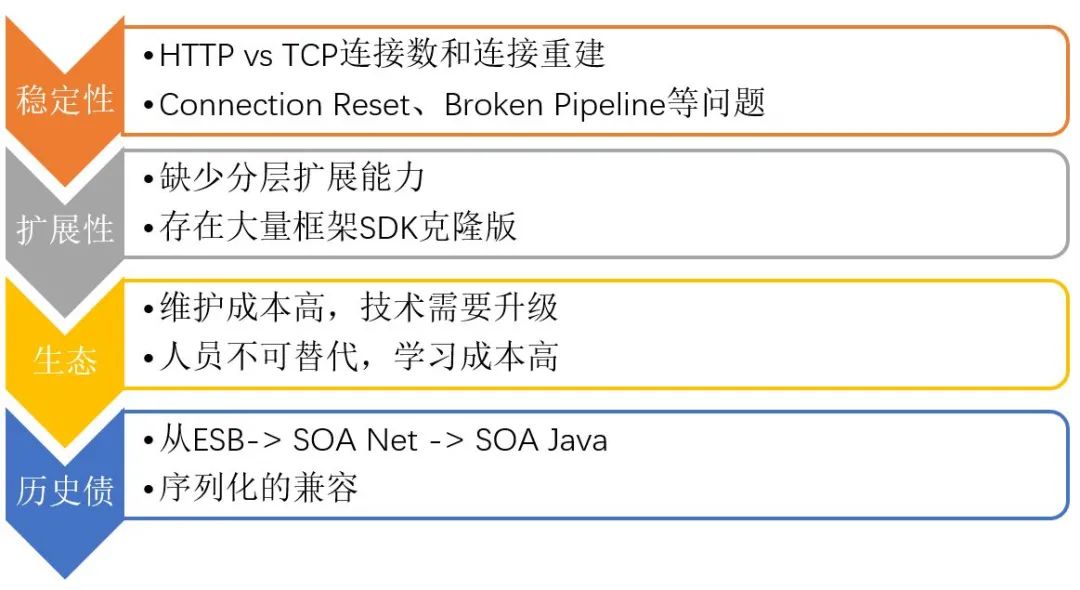 稳定性
•HTTP vs TCP连接数和连接重建
•Connection Reset、Broken Pipeline等问题
扩展性
•缺少分层扩展能力
•存在大量框架SDK克隆版
生态
•维护成本高，技术需要升级
•人员不可替代，学习成本高
历史债
•从ESB-> SOA Net -> SOA Java
•序列化的兼容